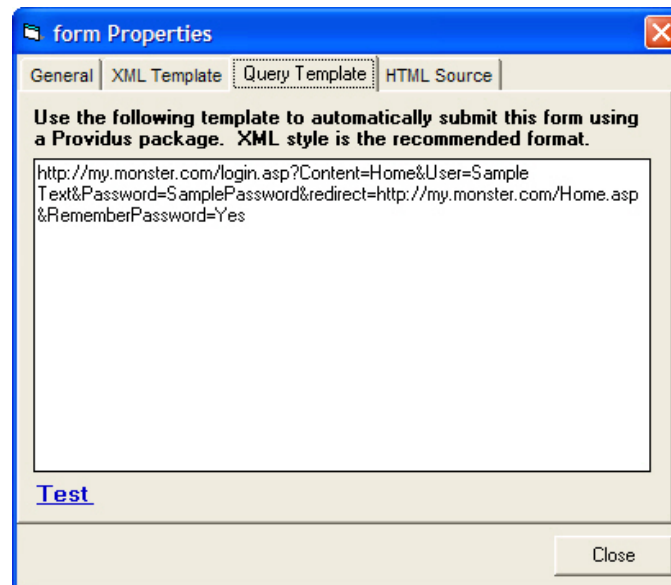 form Properties
General XML Template Query Template HTML Source
Use the following template to automatically submit this form using
a Providus package. XML style is the recommended format.
http://my.monster.com/login.asp?Content=Home&User=Sample
Text&Password=SamplePassword&redirect=http://my.monster.com/Home.asp
&RememberPassword=Yes
Test
Close